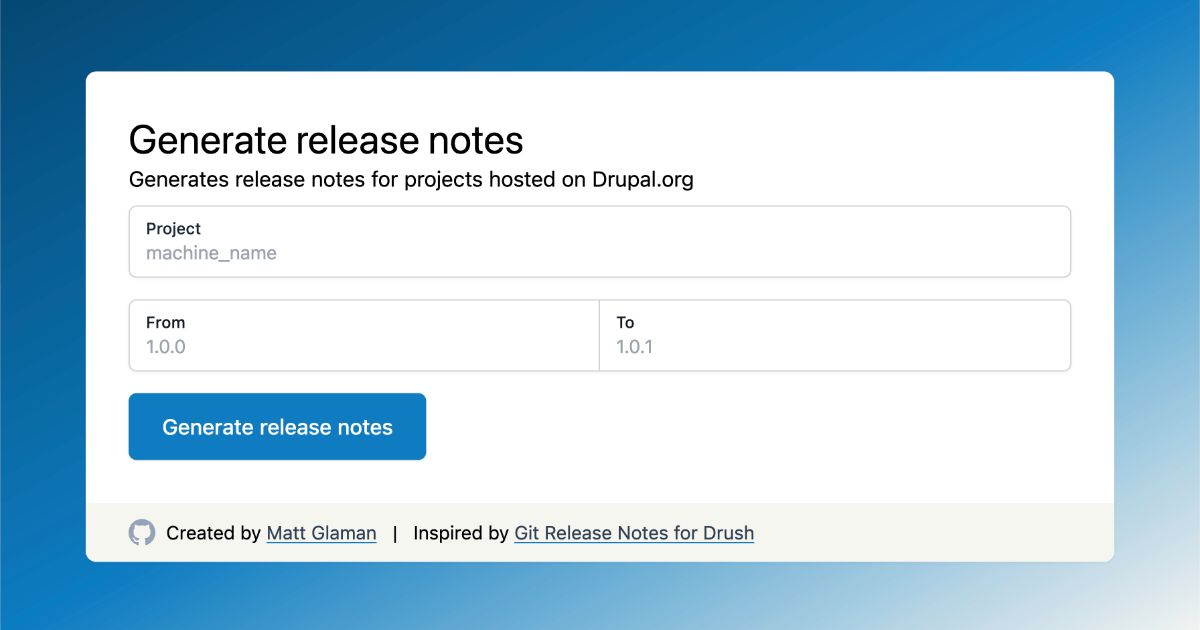 Generate release notes
Generates release notes for projects hosted on Drupal.org
Project
machine_name
From
1.0.0
To
1.0.1
Generate release notes
Created by Matt Glaman | Inspired by Git Release Notes for Drush